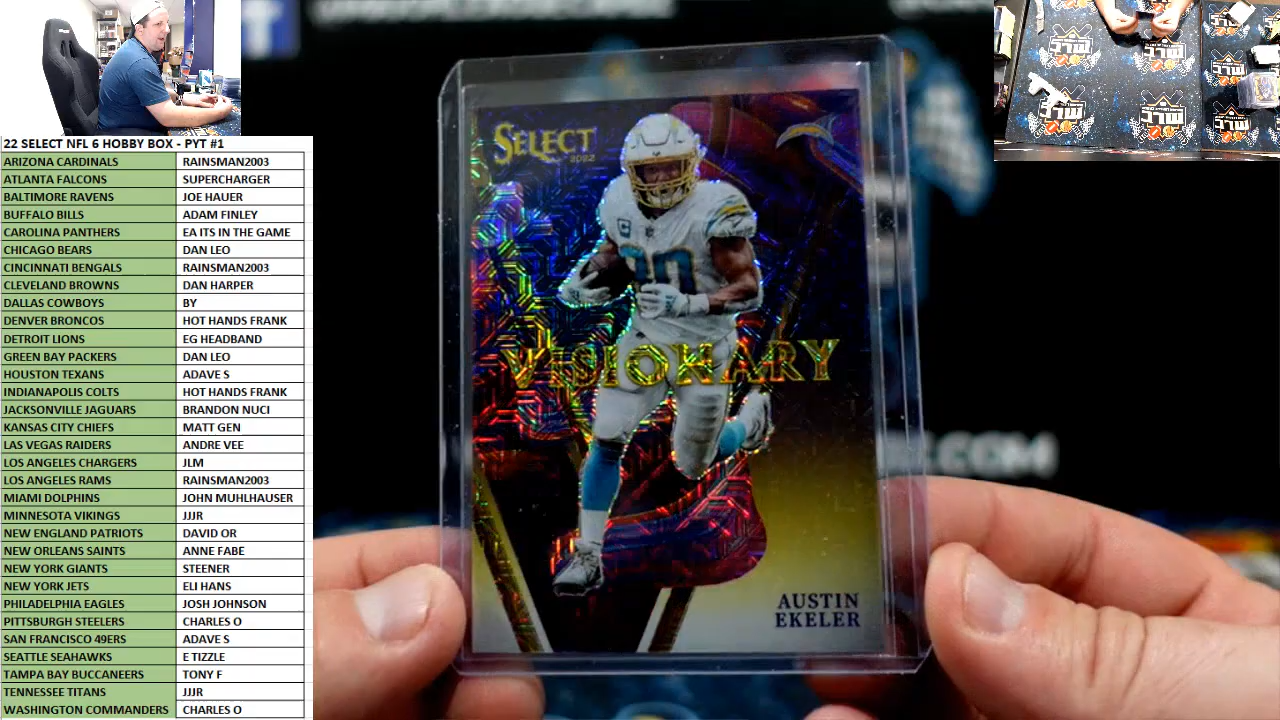 22 SELECT NFL 6 HOBBY BOX - PYT #1
ARIZONA CARDINALS RAINSMAN2003
ATLANTA FALCONS SUPERCHARGER
BALTIMORE RAVENS JOE HAUER
BUFFALO BILLS ADAM FINLEY
CAROLINA PANTHERS EA ITS IN THE GAME
CHICAGO BEARS DAN LEO
CINCINNATI BENGALS RAINSMAN2003
CLEVELAND BROWNS DAN HARPER
DALLAS COWBOYS BY
DENVER BRONCOS HOT HANDS FRANK
DETROIT LIONS EG HEADBAND
GREEN BAY PACKERS DAN LEO
HOUSTON TEXANS ADAVE S
INDIANAPOLIS COLTS HOT HANDS FRANK
JACKSONVILLE JAGUARS BRANDON NUCI
KANSAS CITY CHIEFS MATT GEN
LAS VEGAS RAIDERS ANDRE VEE
LOS ANGELES CHARGERS JLM
LOS ANGELES RAMS RAINSMAN2003
MIAMI DOLPHINS JOHN MUHLHAUSER
MINNESOTA VIKINGS JJJR
NEW ENGLAND PATRIOTS DAVID OR
NEW ORLEANS SAINTS ANNE FABE
NEW YORK GIANTS STEENER
NEW YORK JETS ELI HANS
PHILADELPHIA EAGLES JOSH JOHNSON
PITTSBURGH STEELERS CHARLES O
SAN FRANCISCO 49ERS ADAVE S
SEATTLE SEAHAWKS E TIZZLE
TAMPA BAY BUCCANEERS TONY F
TENNESSEE TITANS JJJR
WASHINGTON COMMANDERS CHARLES O
SELECT
2022
C
30
VISIONARY
AUSTIN
EKELER
.COM